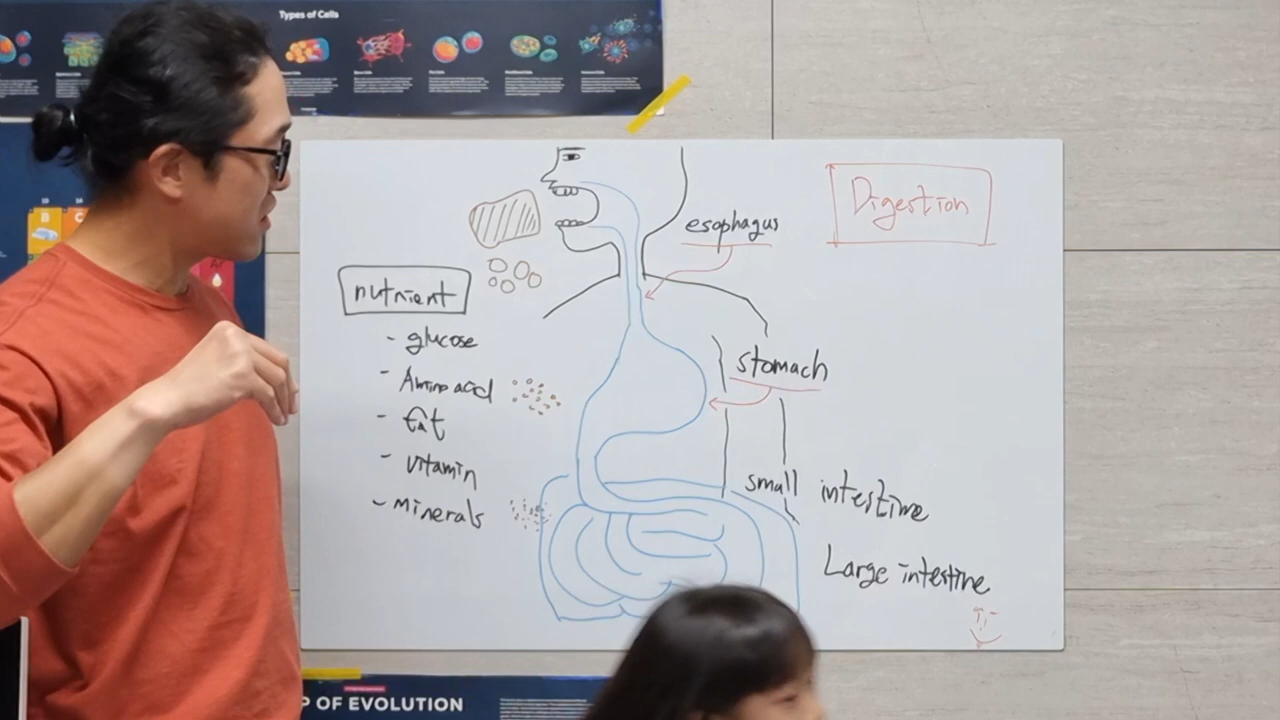 Types of Cells
Digestion
esophagus
nutrient
- glucose
- Amino acid
- fat
- vitamin
- Minerals
stomach
small intestine
Large intestine
B
C
P OF EVOLUTION